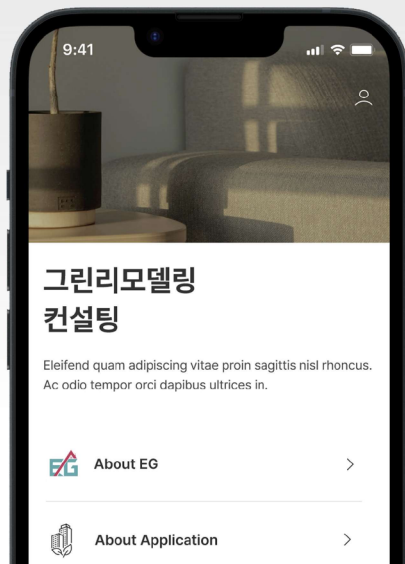 9:41
그린리모델링
컨설팅
Eleifend quam adipiscing vitae proin sagittis nisl rhoncus.
Ac odio tempor orci dapibus ultrices in.
EG
About EG
About Application